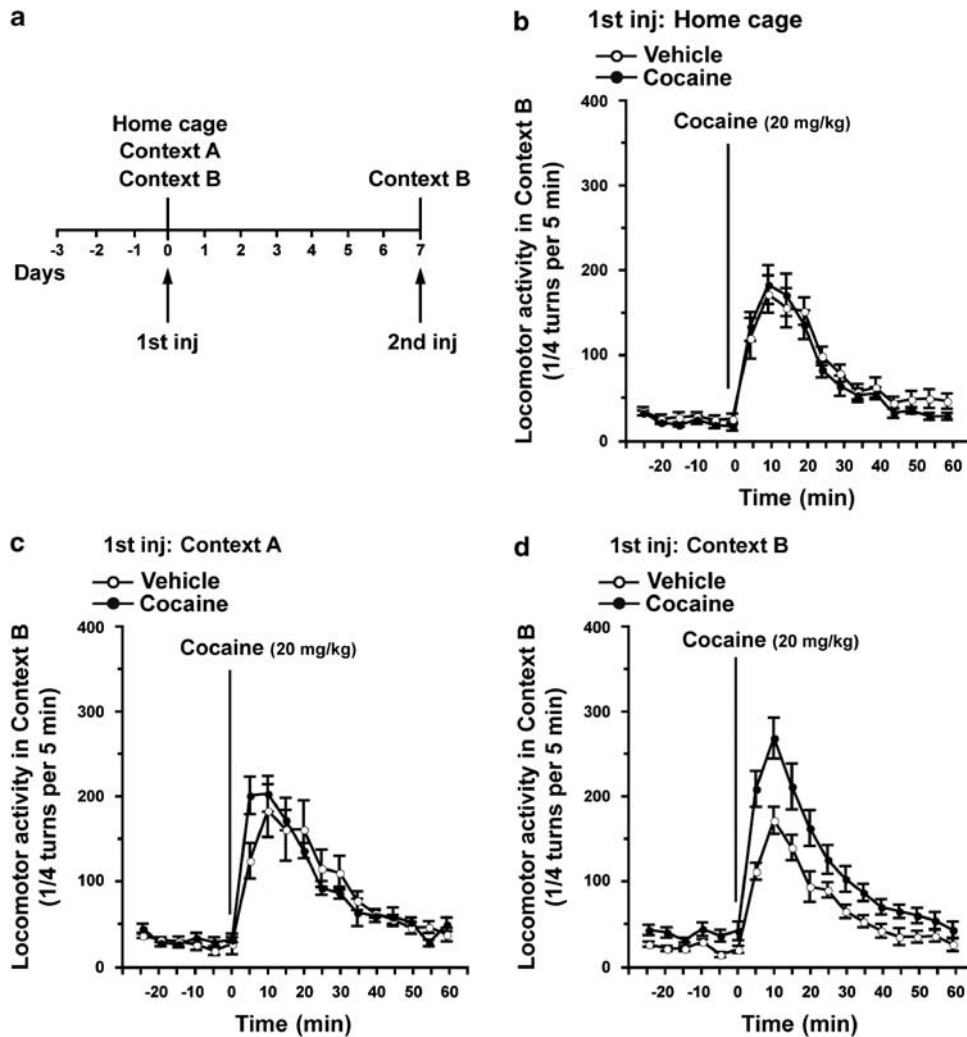 a
Home cage
Context A
Context B
Context B
-3 -2 -1 0 1 2 3 4 5 6 7
Days
1st inj
2nd inj
b
1st inj: Home cage
Vehicle
Cocaine
Cocaine (20 mg/kg)
Locomotor activity in Context B
(1/4 turns per 5 min)
400
300
200
100
0
-20 -10 0 10 20 30 40 50 60
Time (min)
c
1st inj: Context A
Vehicle
Cocaine
Cocaine (20 mg/kg)
Locomotor activity in Context B
(1/4 turns per 5 min)
400
300
200
100
0
-20 -10 0 10 20 30 40 50 60
Time (min)
d
1st inj: Context B
Vehicle
Cocaine
Cocaine (20 mg/kg)
Locomotor activity in Context B
(1/4 turns per 5 min)
400
300
200
100
0
-20 -10 0 10 20 30 40 50 60
Time (min)